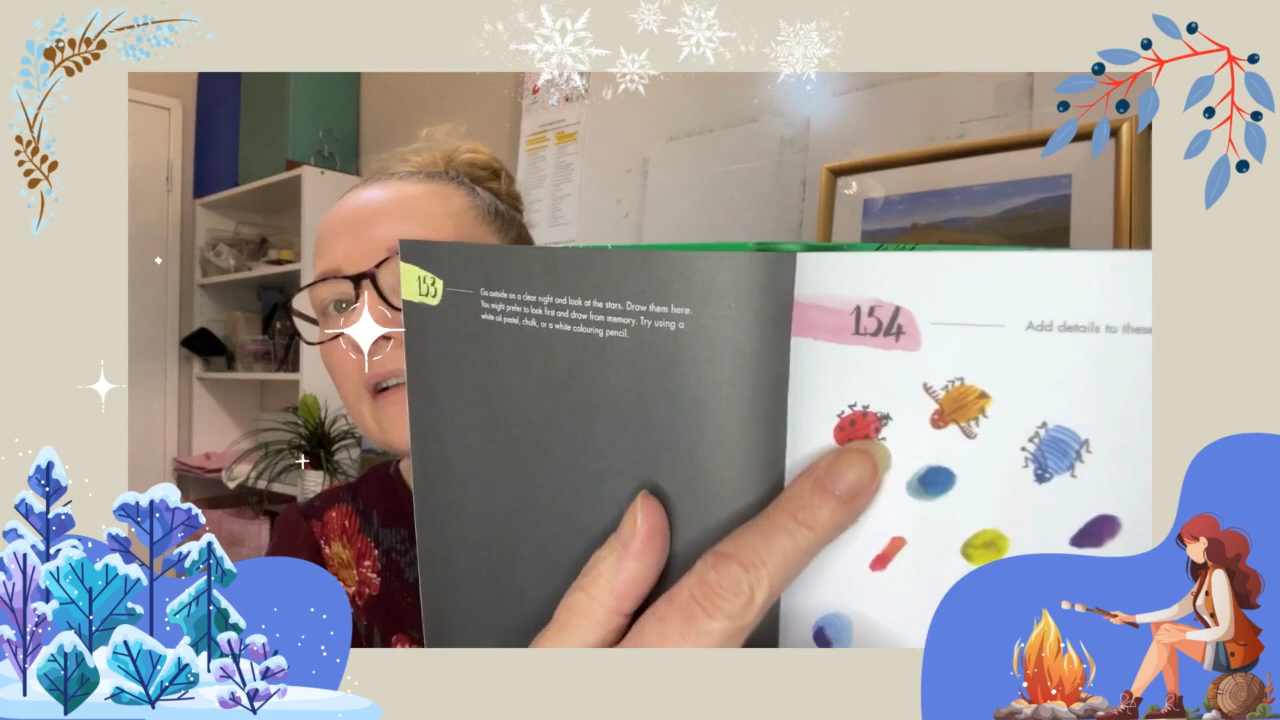 153
Go outside on a clear night and look at the stars. Draw them here.
You might prefer to look first and draw from memory. Try using a
white oil pastel, chalk, or a white colouring pencil.
154
Add details to these